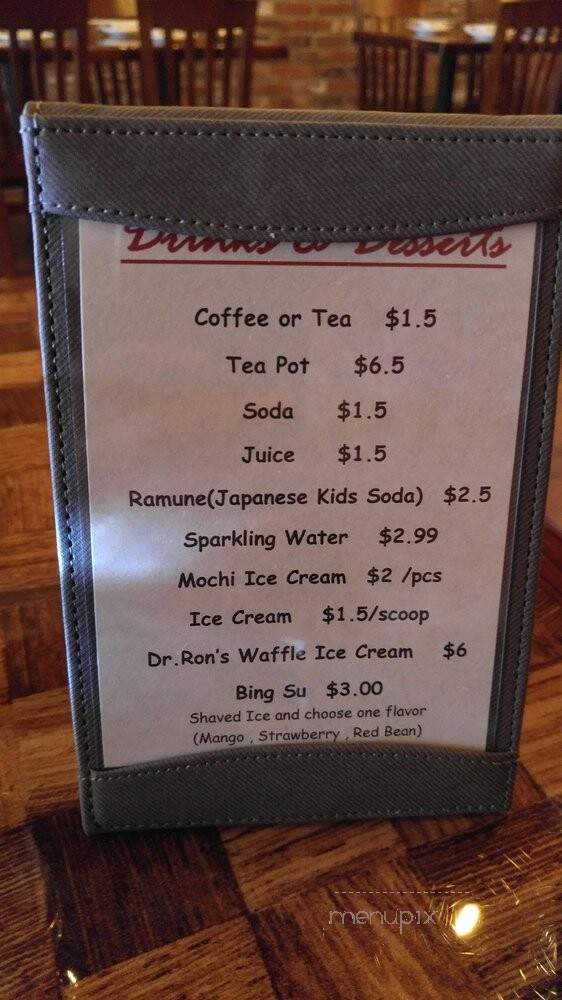 Drinks & Desserts
Coffee or Tea $1.5
Tea Pot $6.5
Soda $1.5
Juice $1.5
Ramune(Japanese Kids Soda) $2.5
Sparkling Water $2.99
Mochi Ice Cream $2 /pcs
Ice Cream $1.5/scoop
Dr.Ron's Waffle Ice Cream $6
Bing Su $3.00
Shaved Ice and choose one flavor
(Mango , Strawberry , Red Bean)
menupix